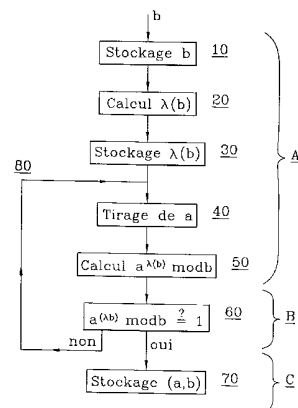 b
Stockage b 10
Calcul λ(b) 20
Stockage λ(b) 30
80
A
Tirage de a 40
Calcul a^λ(b) modb 50
a^(λb) modb ?= 1 60
B
non oui
Stockage (a,b) 70
C